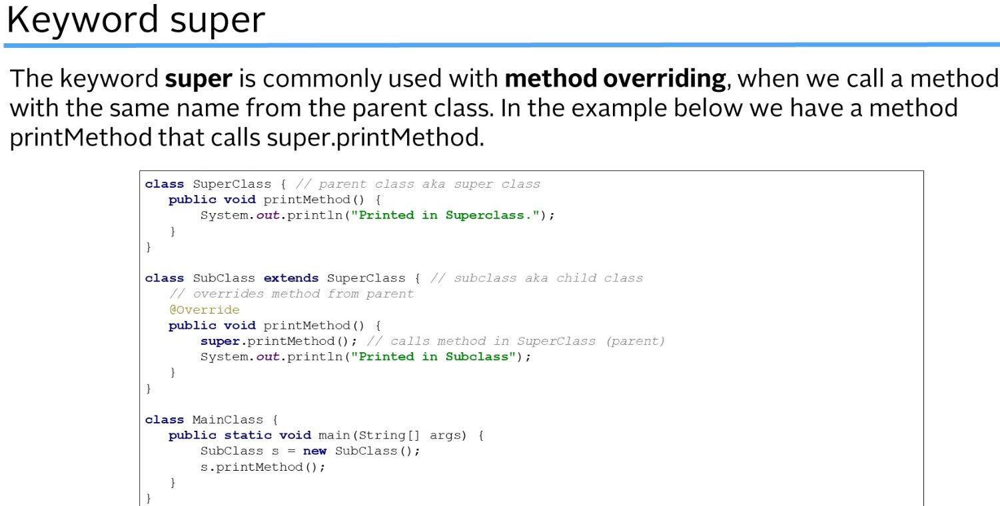 Keyword super
The keyword super is commonly used with method overriding, when we call a method
with the same name from the parent class. In the example below we have a method
printMethod that calls super.printMethod.
class SuperClass { // parent class aka super class
   public void printMethod() {
       System.out.println("Printed in Superclass.");
   }
}
class SubClass extends SuperClass { // subclass aka child class
   // overrides method from parent
   @Override
   public void printMethod() {
       super.printMethod(); // calls method in SuperClass (parent)
       System.out.println("Printed in Subclass");
   }
}
class MainClass {
   public static void main(String[] args) {
       SubClass s = new SubClass();
       s.printMethod();
   }
}